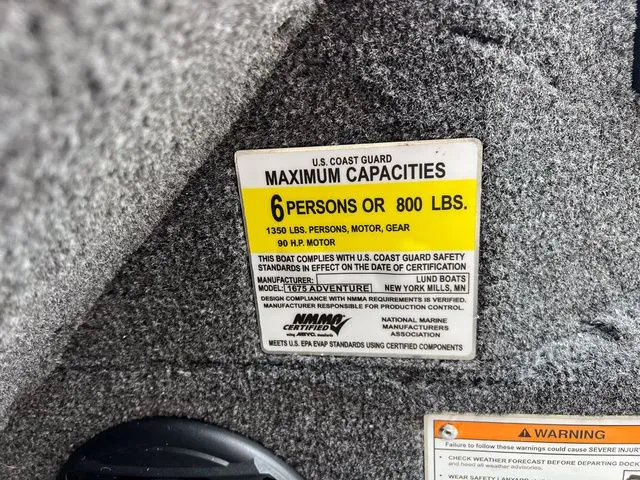 U.S. COAST GUARD
MAXIMUM CAPACITIES
6 PERSONS OR 800 LBS.
1350 LBS. PERSONS, MOTOR, GEAR
90 H.P. MOTOR
THIS BOAT COMPLIES WITH U.S. COAST GUARD SAFETY
STANDARDS IN EFFECT ON THE DATE OF CERTIFICATION
MANUFACTURER: LUND BOATS
MODEL: 1675 ADVENTURE NEW YORK MILLS, MN
DESIGN COMPLIANCE WITH NMMA REQUIREMENTS IS VERIFIED.
MANUFACTURER RESPONSIBLE FOR PRODUCTION CONTROL.
NMMA
CERTIFIED
using ABYC standards
NATIONAL MARINE
MANUFACTURERS
ASSOCIATION
MEETS U.S. EPA EVAP STANDARDS USING CERTIFIED COMPONENTS
WARNING
Failure to follow these warnings could cause SEVERE INJUR
CHECK WEATHER FORECAST BEFORE DEPARTING DOCK
and heed all weather advisories.
WEAR SAFETY LANYARD